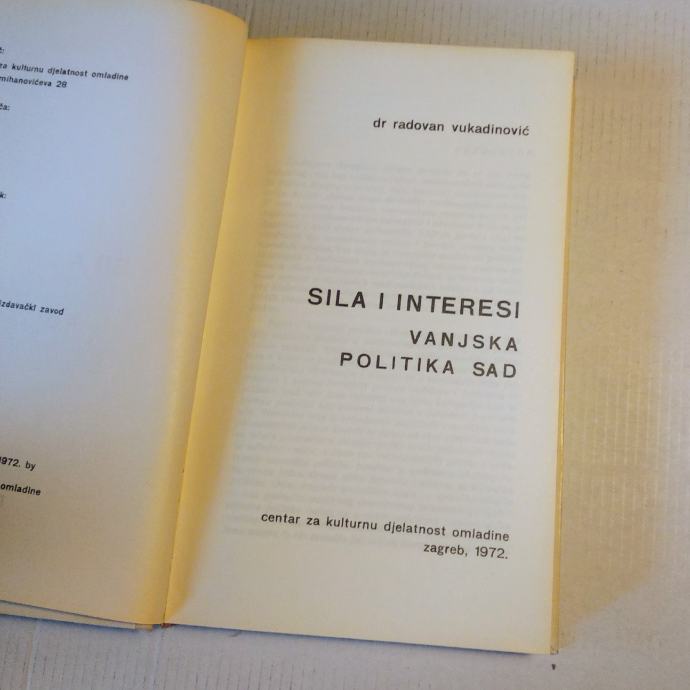 za kulturnu djelatnost omladine
mihanovićeva 28
izdavački zavod
1972. by
omladine
dr radovan vukadinović
SILA I INTERESI
VANJSKA
POLITIKA SAD
centar za kulturnu djelatnost omladine
zagreb, 1972.